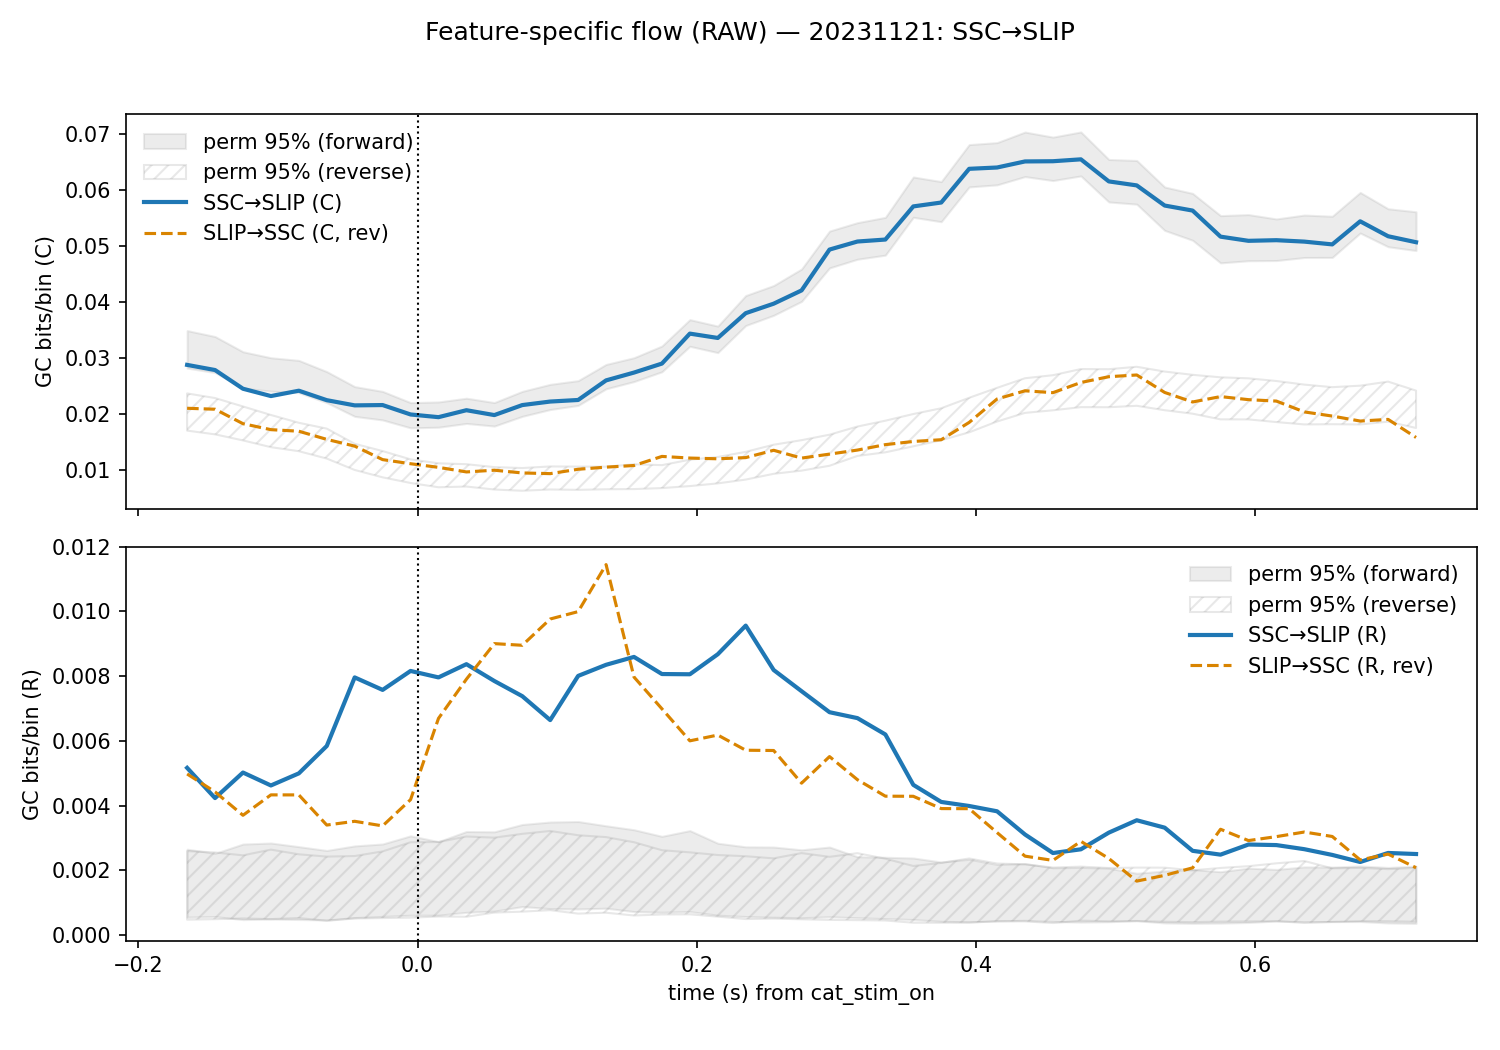 Feature-specific flow (RAW) — 20231121: SSC→SLIP
GC bits/bin (C)
0.07
0.06
0.05
0.04
0.03
0.02
0.01
perm 95% (forward)
perm 95% (reverse)
SSC→SLIP (C)
SLIP→SSC (C, rev)
GC bits/bin (R)
0.012
0.010
0.008
0.006
0.004
0.002
0.000
perm 95% (forward)
perm 95% (reverse)
SSC→SLIP (R)
SLIP→SSC (R, rev)
−0.2 0.0 0.2 0.4 0.6
time (s) from cat_stim_on